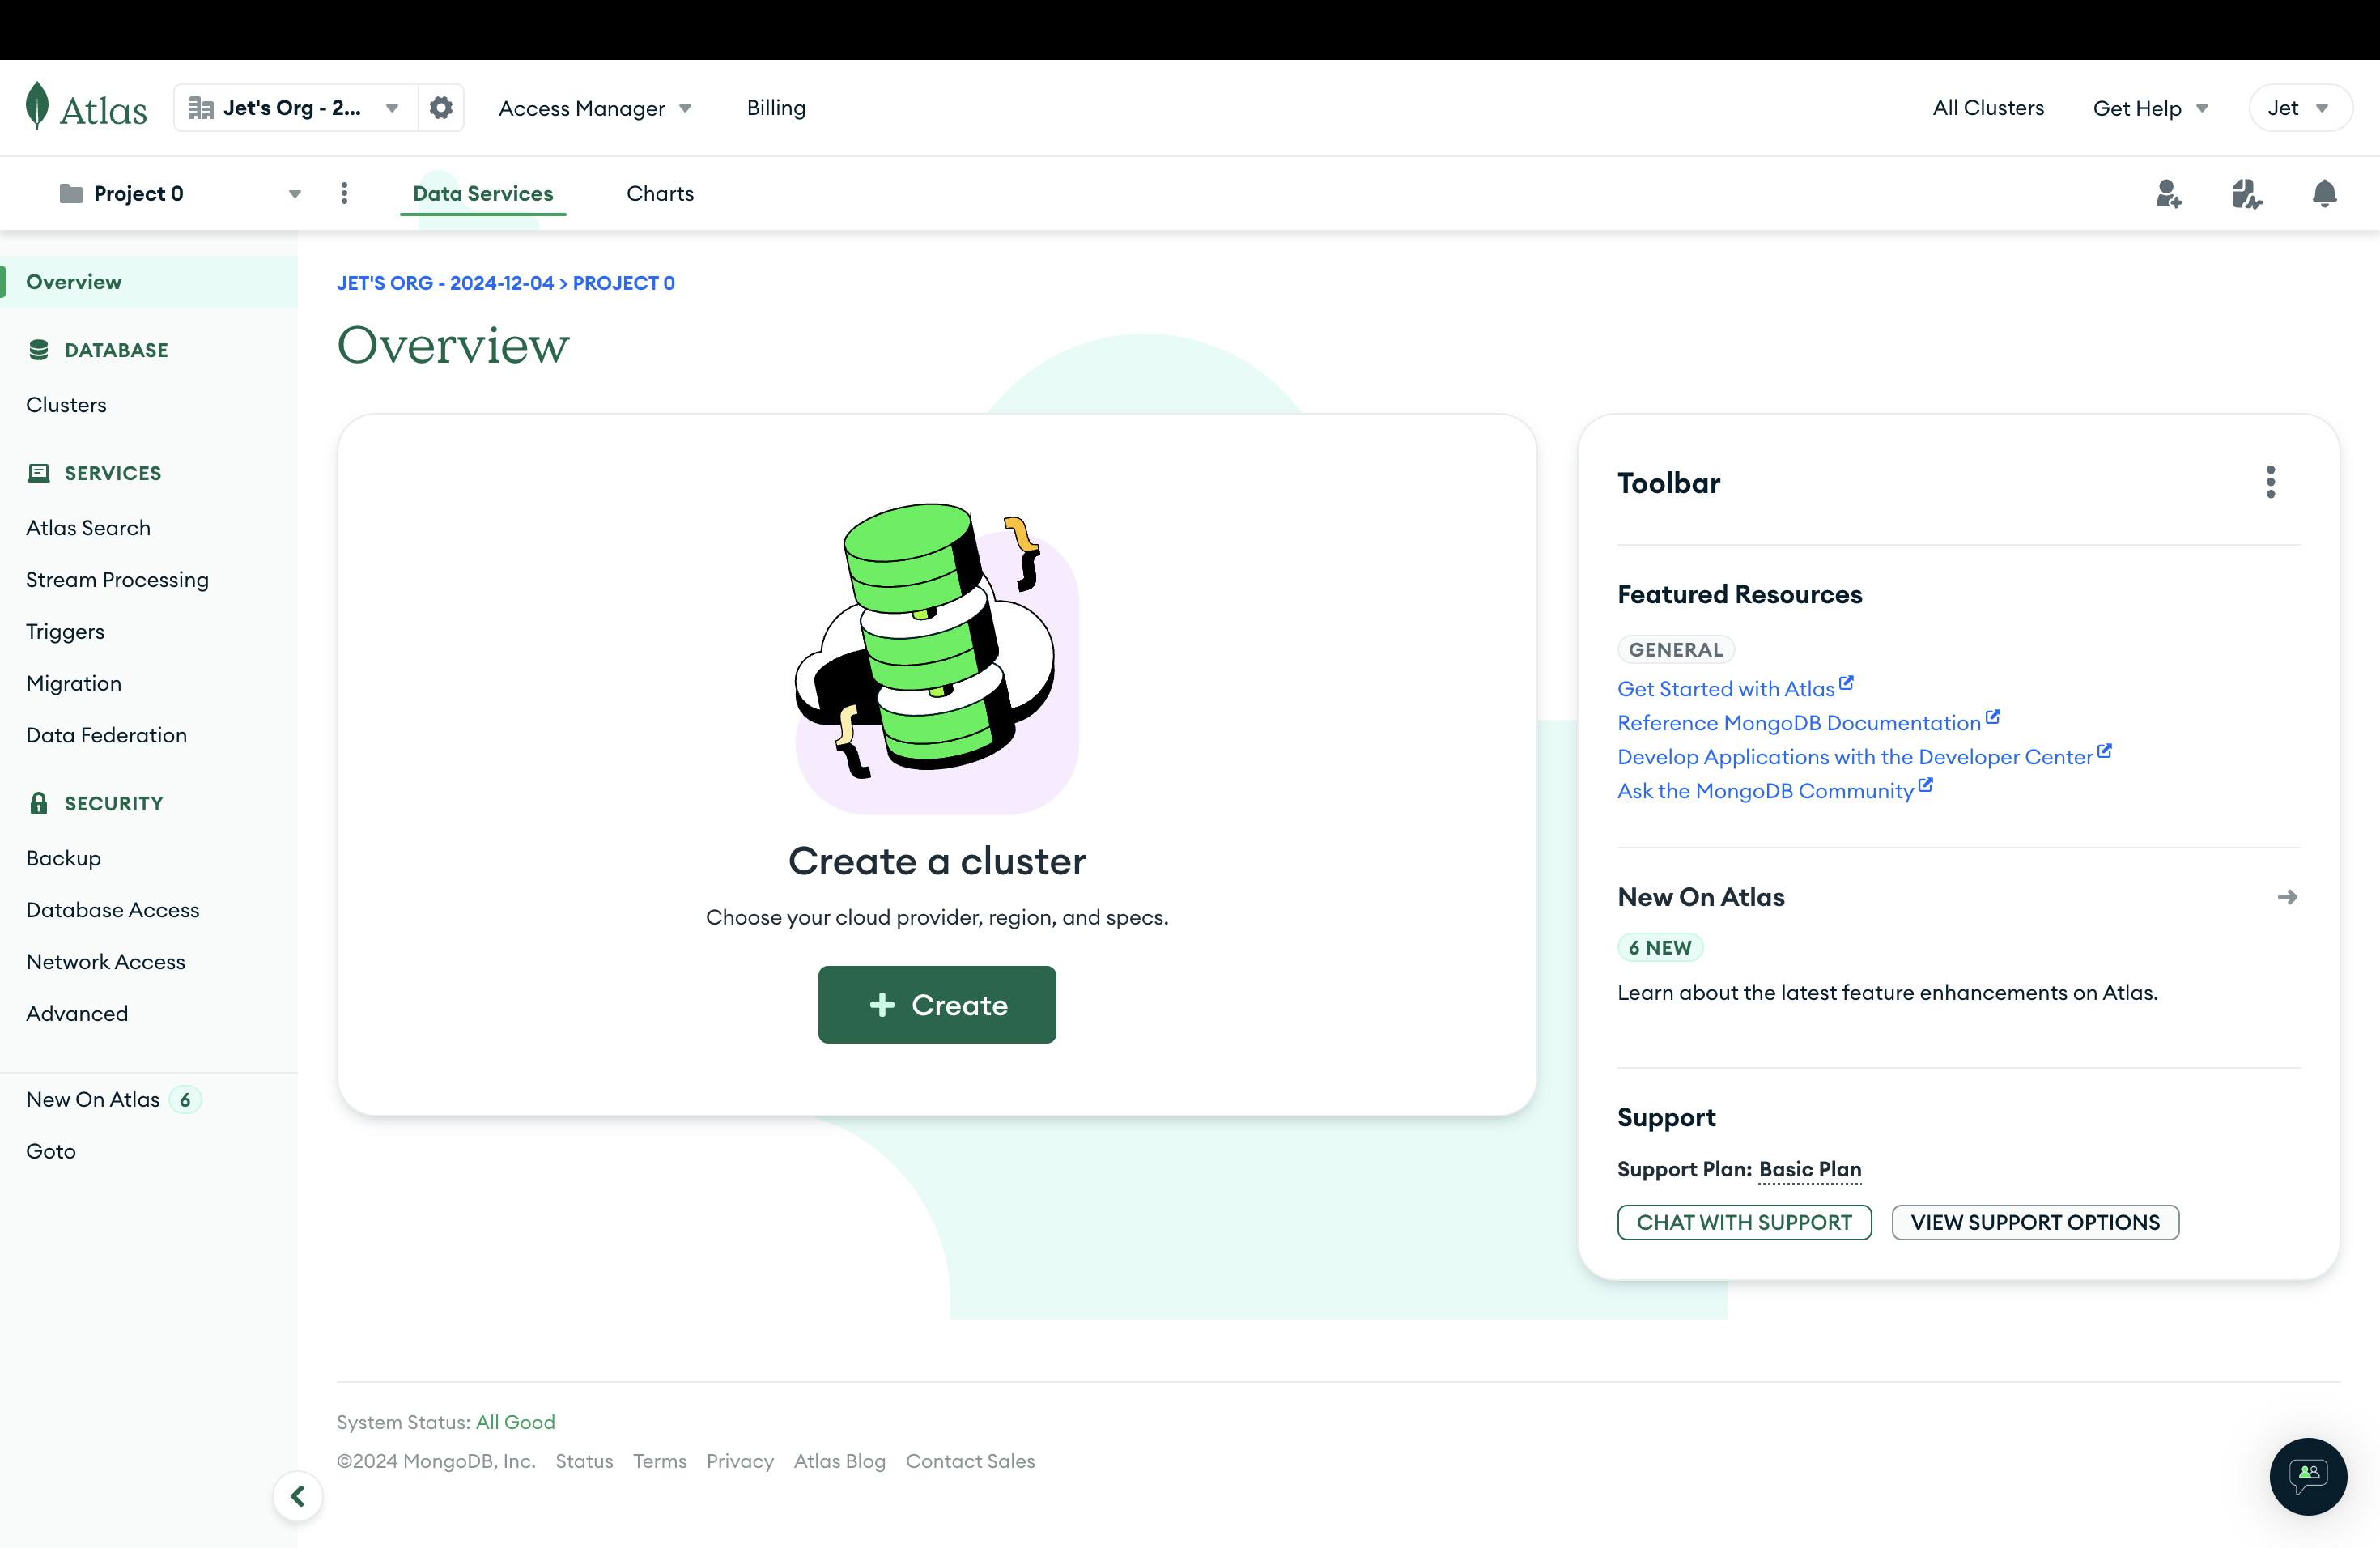 Atlas
Jet's Org - 2...
Access Manager
Billing
All Clusters
Get Help
Jet
Project 0
Data Services
Charts
Overview
DATABASE
Clusters
SERVICES
Atlas Search
Stream Processing
Triggers
Migration
Data Federation
SECURITY
Backup
Database Access
Network Access
Advanced
New On Atlas 6
Goto
JET'S ORG - 2024-12-04 > PROJECT 0
Overview
Create a cluster
Choose your cloud provider, region, and specs.
+ Create
Toolbar
Featured Resources
GENERAL
Get Started with Atlas
Reference MongoDB Documentation
Develop Applications with the Developer Center
Ask the MongoDB Community
New On Atlas
6 NEW
Learn about the latest feature enhancements on Atlas.
Support
Support Plan: Basic Plan
CHAT WITH SUPPORT
VIEW SUPPORT OPTIONS
System Status: All Good
©2024 MongoDB, Inc. Status Terms Privacy Atlas Blog Contact Sales